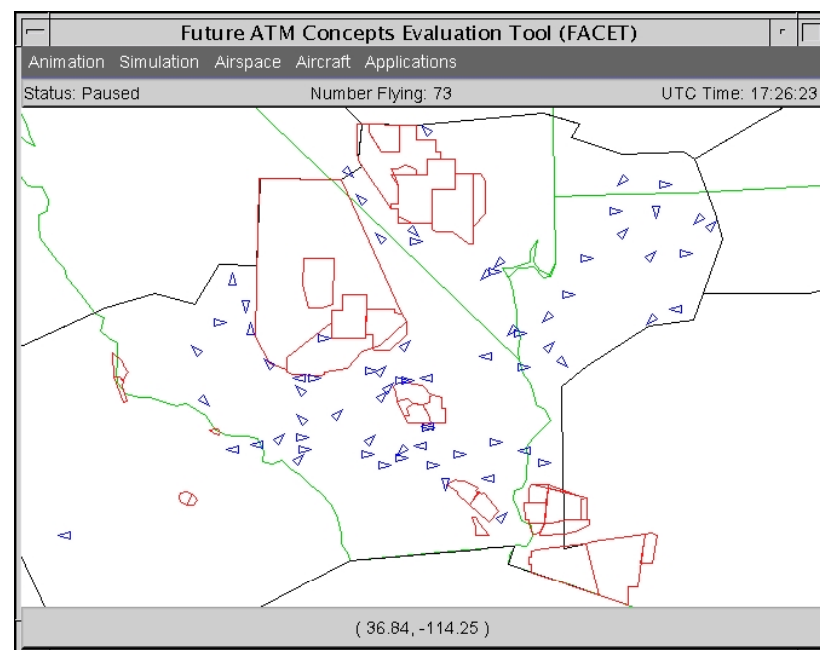 Future ATM Concepts Evaluation Tool (FACET)
Animation Simulation Airspace Aircraft Applications
Status: Paused Number Flying: 73 UTC Time: 17:26:23
( 36.84, -114.25 )